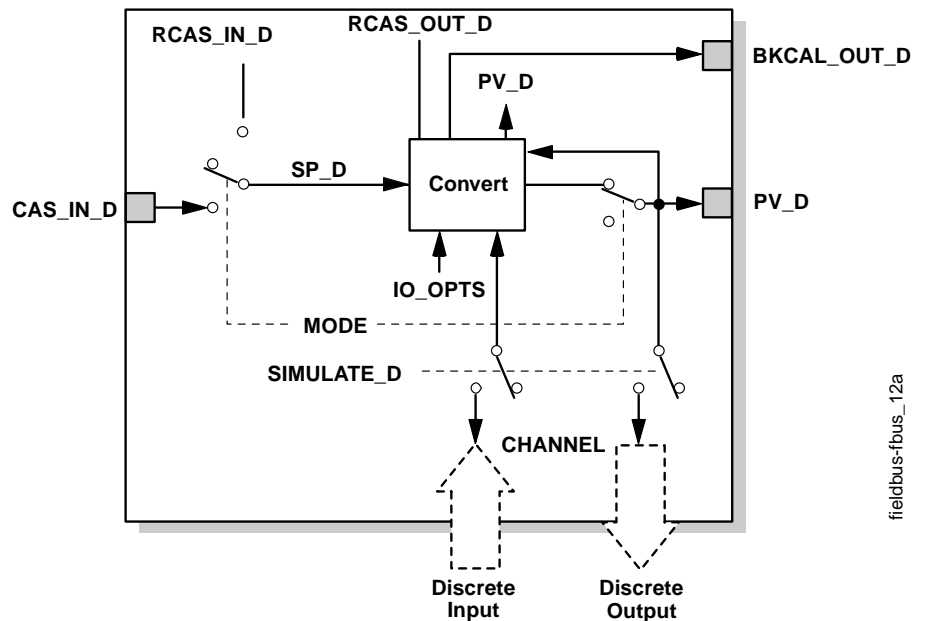 RCAS_IN_D
RCAS_OUT_D
BKCAL_OUT_D
PV_D
SP_D
Convert
CAS_IN_D
PV_D
IO_OPTS
MODE
SIMULATE_D
CHANNEL
Discrete
Input
Discrete
Output
fieldbus-fbus_12a